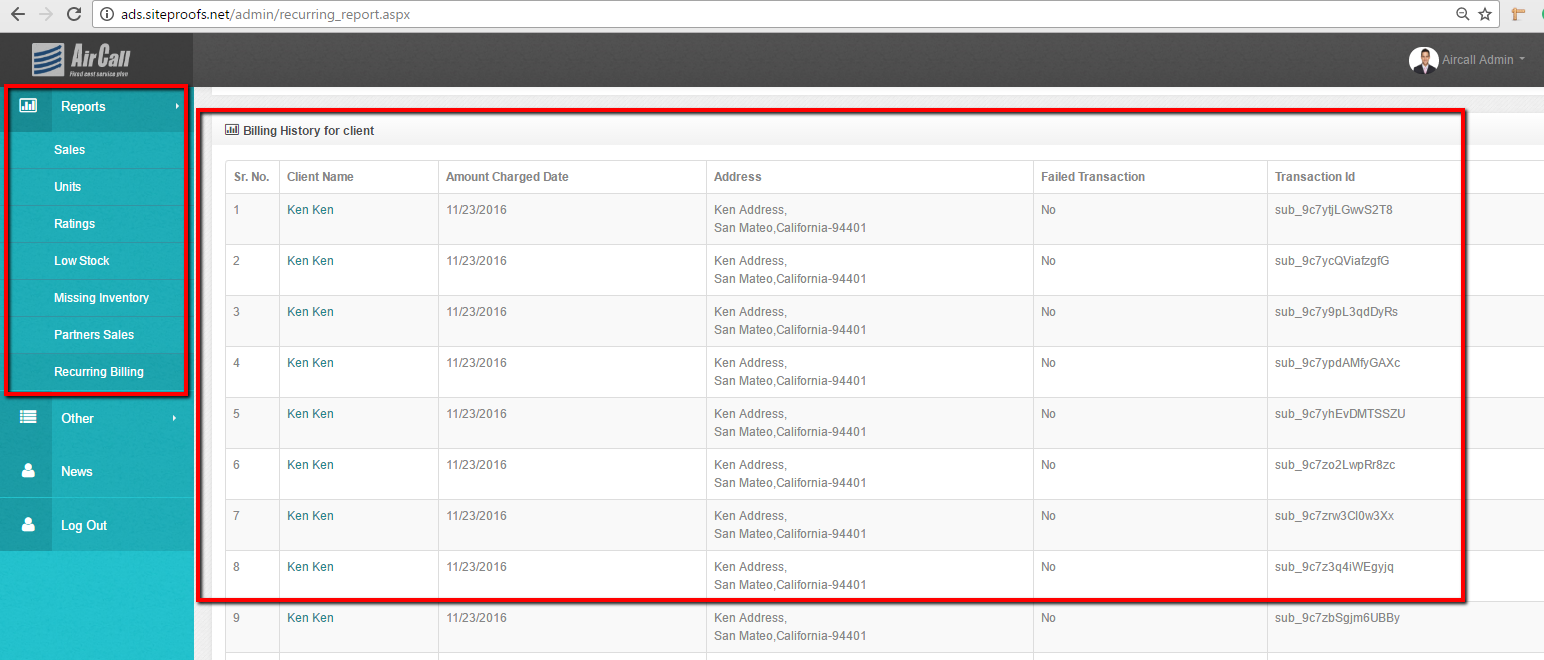 ads.siteproofs.net/admin/recurring_report.aspx
AirCall
Fixed cost service plan
Aircall Admin
Reports
Sales
Units
Ratings
Low Stock
Missing Inventory
Partners Sales
Recurring Billing
Other
News
Log Out
Billing History for client
Sr. No. Client Name Amount Charged Date Address Failed Transaction Transaction Id
1 Ken Ken 11/23/2016 Ken Address, No sub_9c7ytjLGwvS2T8
San Mateo,California-94401
2 Ken Ken 11/23/2016 Ken Address, No sub_9c7ycQViafzgfG
San Mateo,California-94401
3 Ken Ken 11/23/2016 Ken Address, No sub_9c7y9pL3qdDyRs
San Mateo,California-94401
4 Ken Ken 11/23/2016 Ken Address, No sub_9c7ypdAMfyGAXc
San Mateo,California-94401
5 Ken Ken 11/23/2016 Ken Address, No sub_9c7yhEvDMTSSZU
San Mateo,California-94401
6 Ken Ken 11/23/2016 Ken Address, No sub_9c7zo2LwpRr8zc
San Mateo,California-94401
7 Ken Ken 11/23/2016 Ken Address, No sub_9c7zrw3Cl0w3Xx
San Mateo,California-94401
8 Ken Ken 11/23/2016 Ken Address, No sub_9c7z3q4iWEgyjq
San Mateo,California-94401
9 Ken Ken 11/23/2016 Ken Address, No sub_9c7zbSgjm6UBBy
San Mateo,California-94401